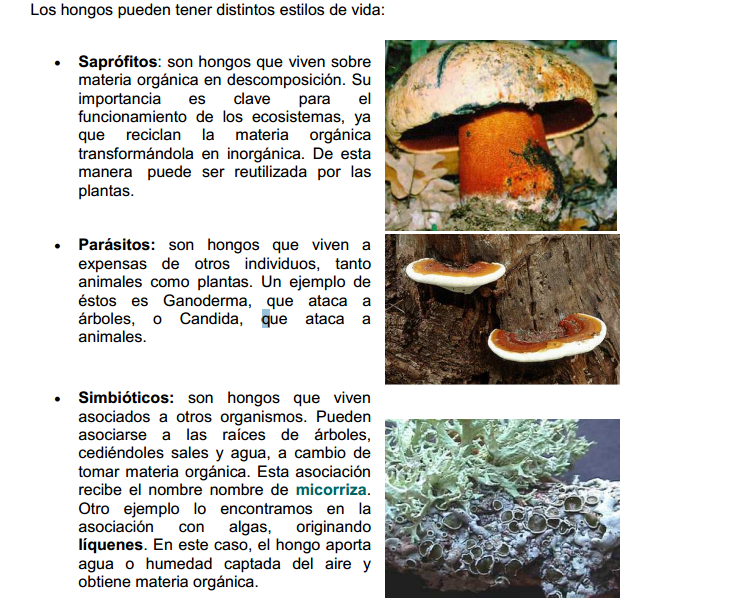 Los hongos pueden tener distintos estilos de vida:
• Saprófitos: son hongos que viven sobre
materia orgánica en descomposición. Su
importancia es clave para el
funcionamiento de los ecosistemas, ya
que reciclan la materia orgánica
transformándola en inorgánica. De esta
manera puede ser reutilizada por las
plantas.
• Parásitos: son hongos que viven a
expensas de otros individuos, tanto
animales como plantas. Un ejemplo de
éstos es Ganoderma, que ataca a
árboles, o Candida, que ataca a
animales.
• Simbióticos: son hongos que viven
asociados a otros organismos. Pueden
asociarse a las raíces de árboles,
cediéndoles sales y agua, a cambio de
tomar materia orgánica. Esta asociación
recibe el nombre nombre de micorriza.
Otro ejemplo lo encontramos en la
asociación con algas, originando
líquenes. En este caso, el hongo aporta
agua o humedad captada del aire y
obtiene materia orgánica.